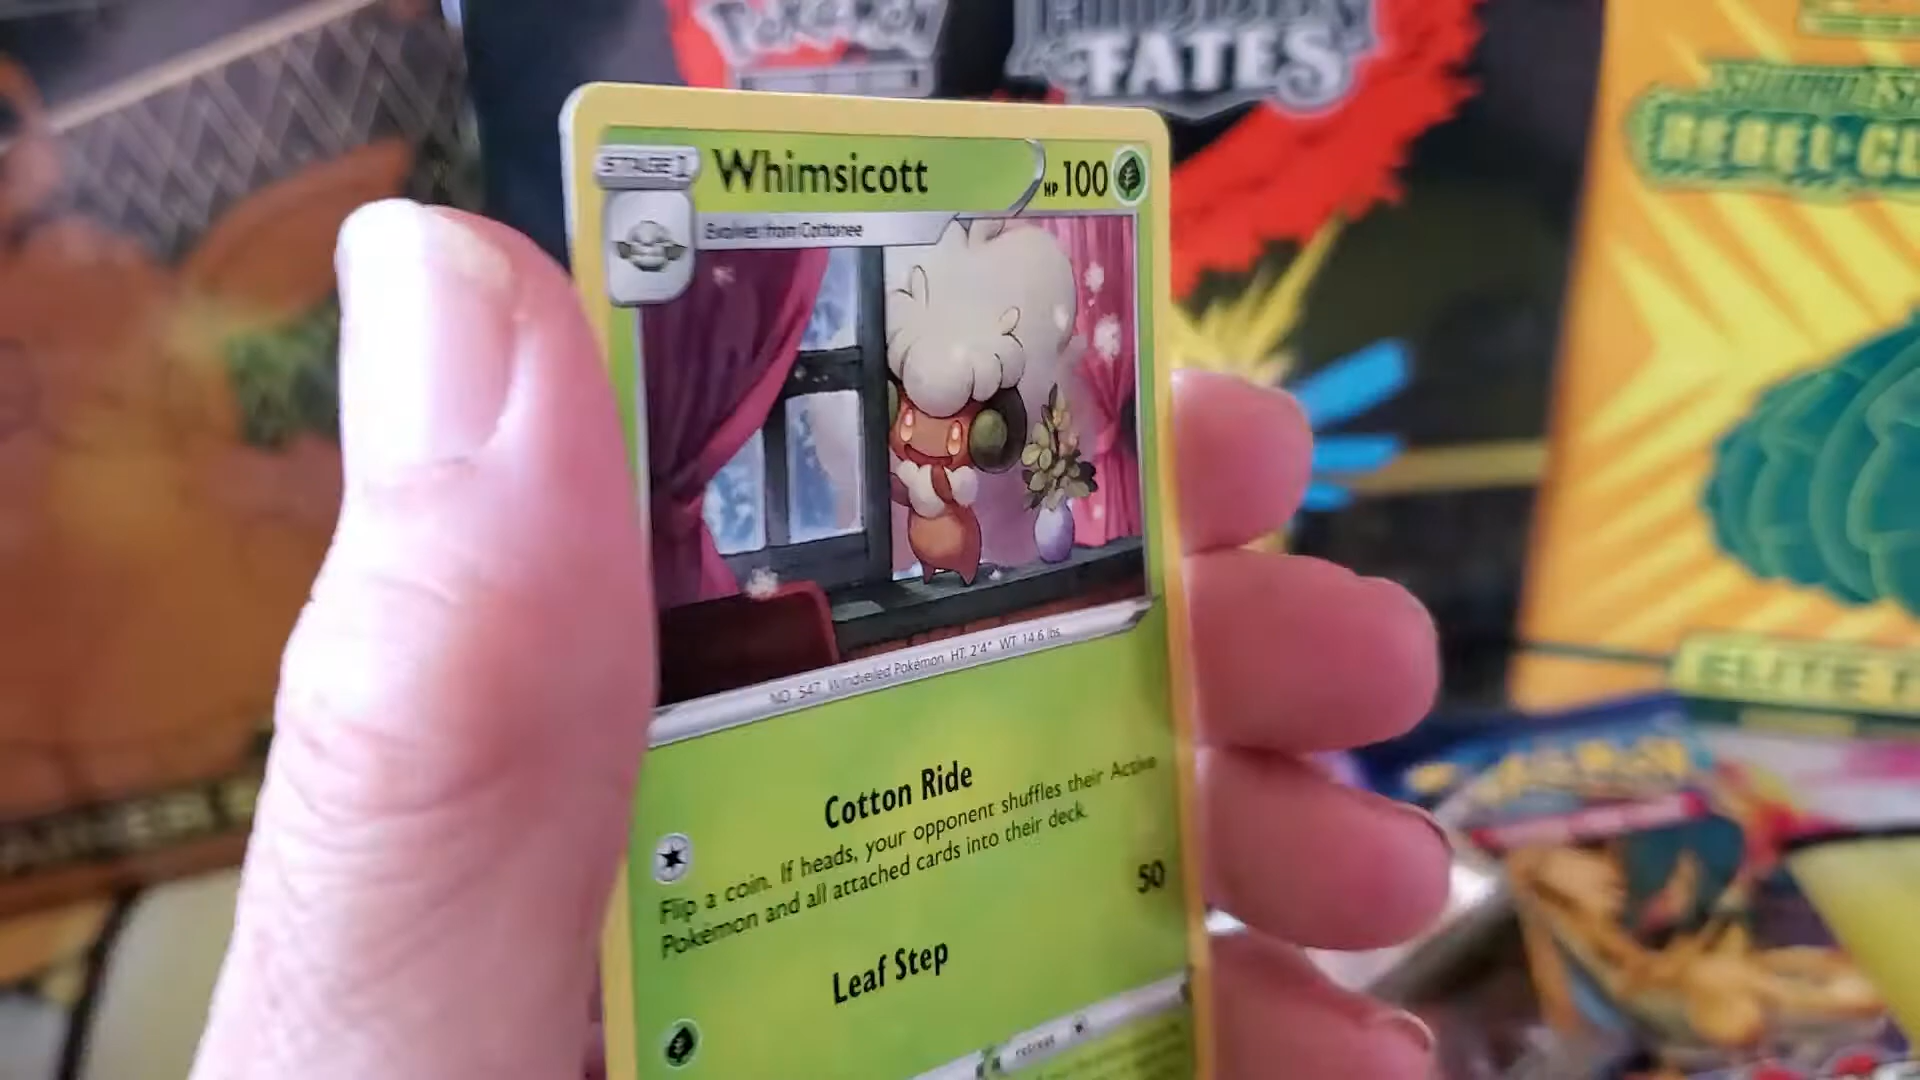 Pokémon
FATES
REBEL CL
STAGE 1
Whimsicott
HP 100
Evolves from Cottonee
NO. 547 Windveiled Pokémon HT: 2'4" WT: 14.6 lbs.
Cotton Ride
Flip a coin. If heads, your opponent shuffles their Active
Pokémon and all attached cards into their deck.
Leaf Step
50
retreat
ELITE